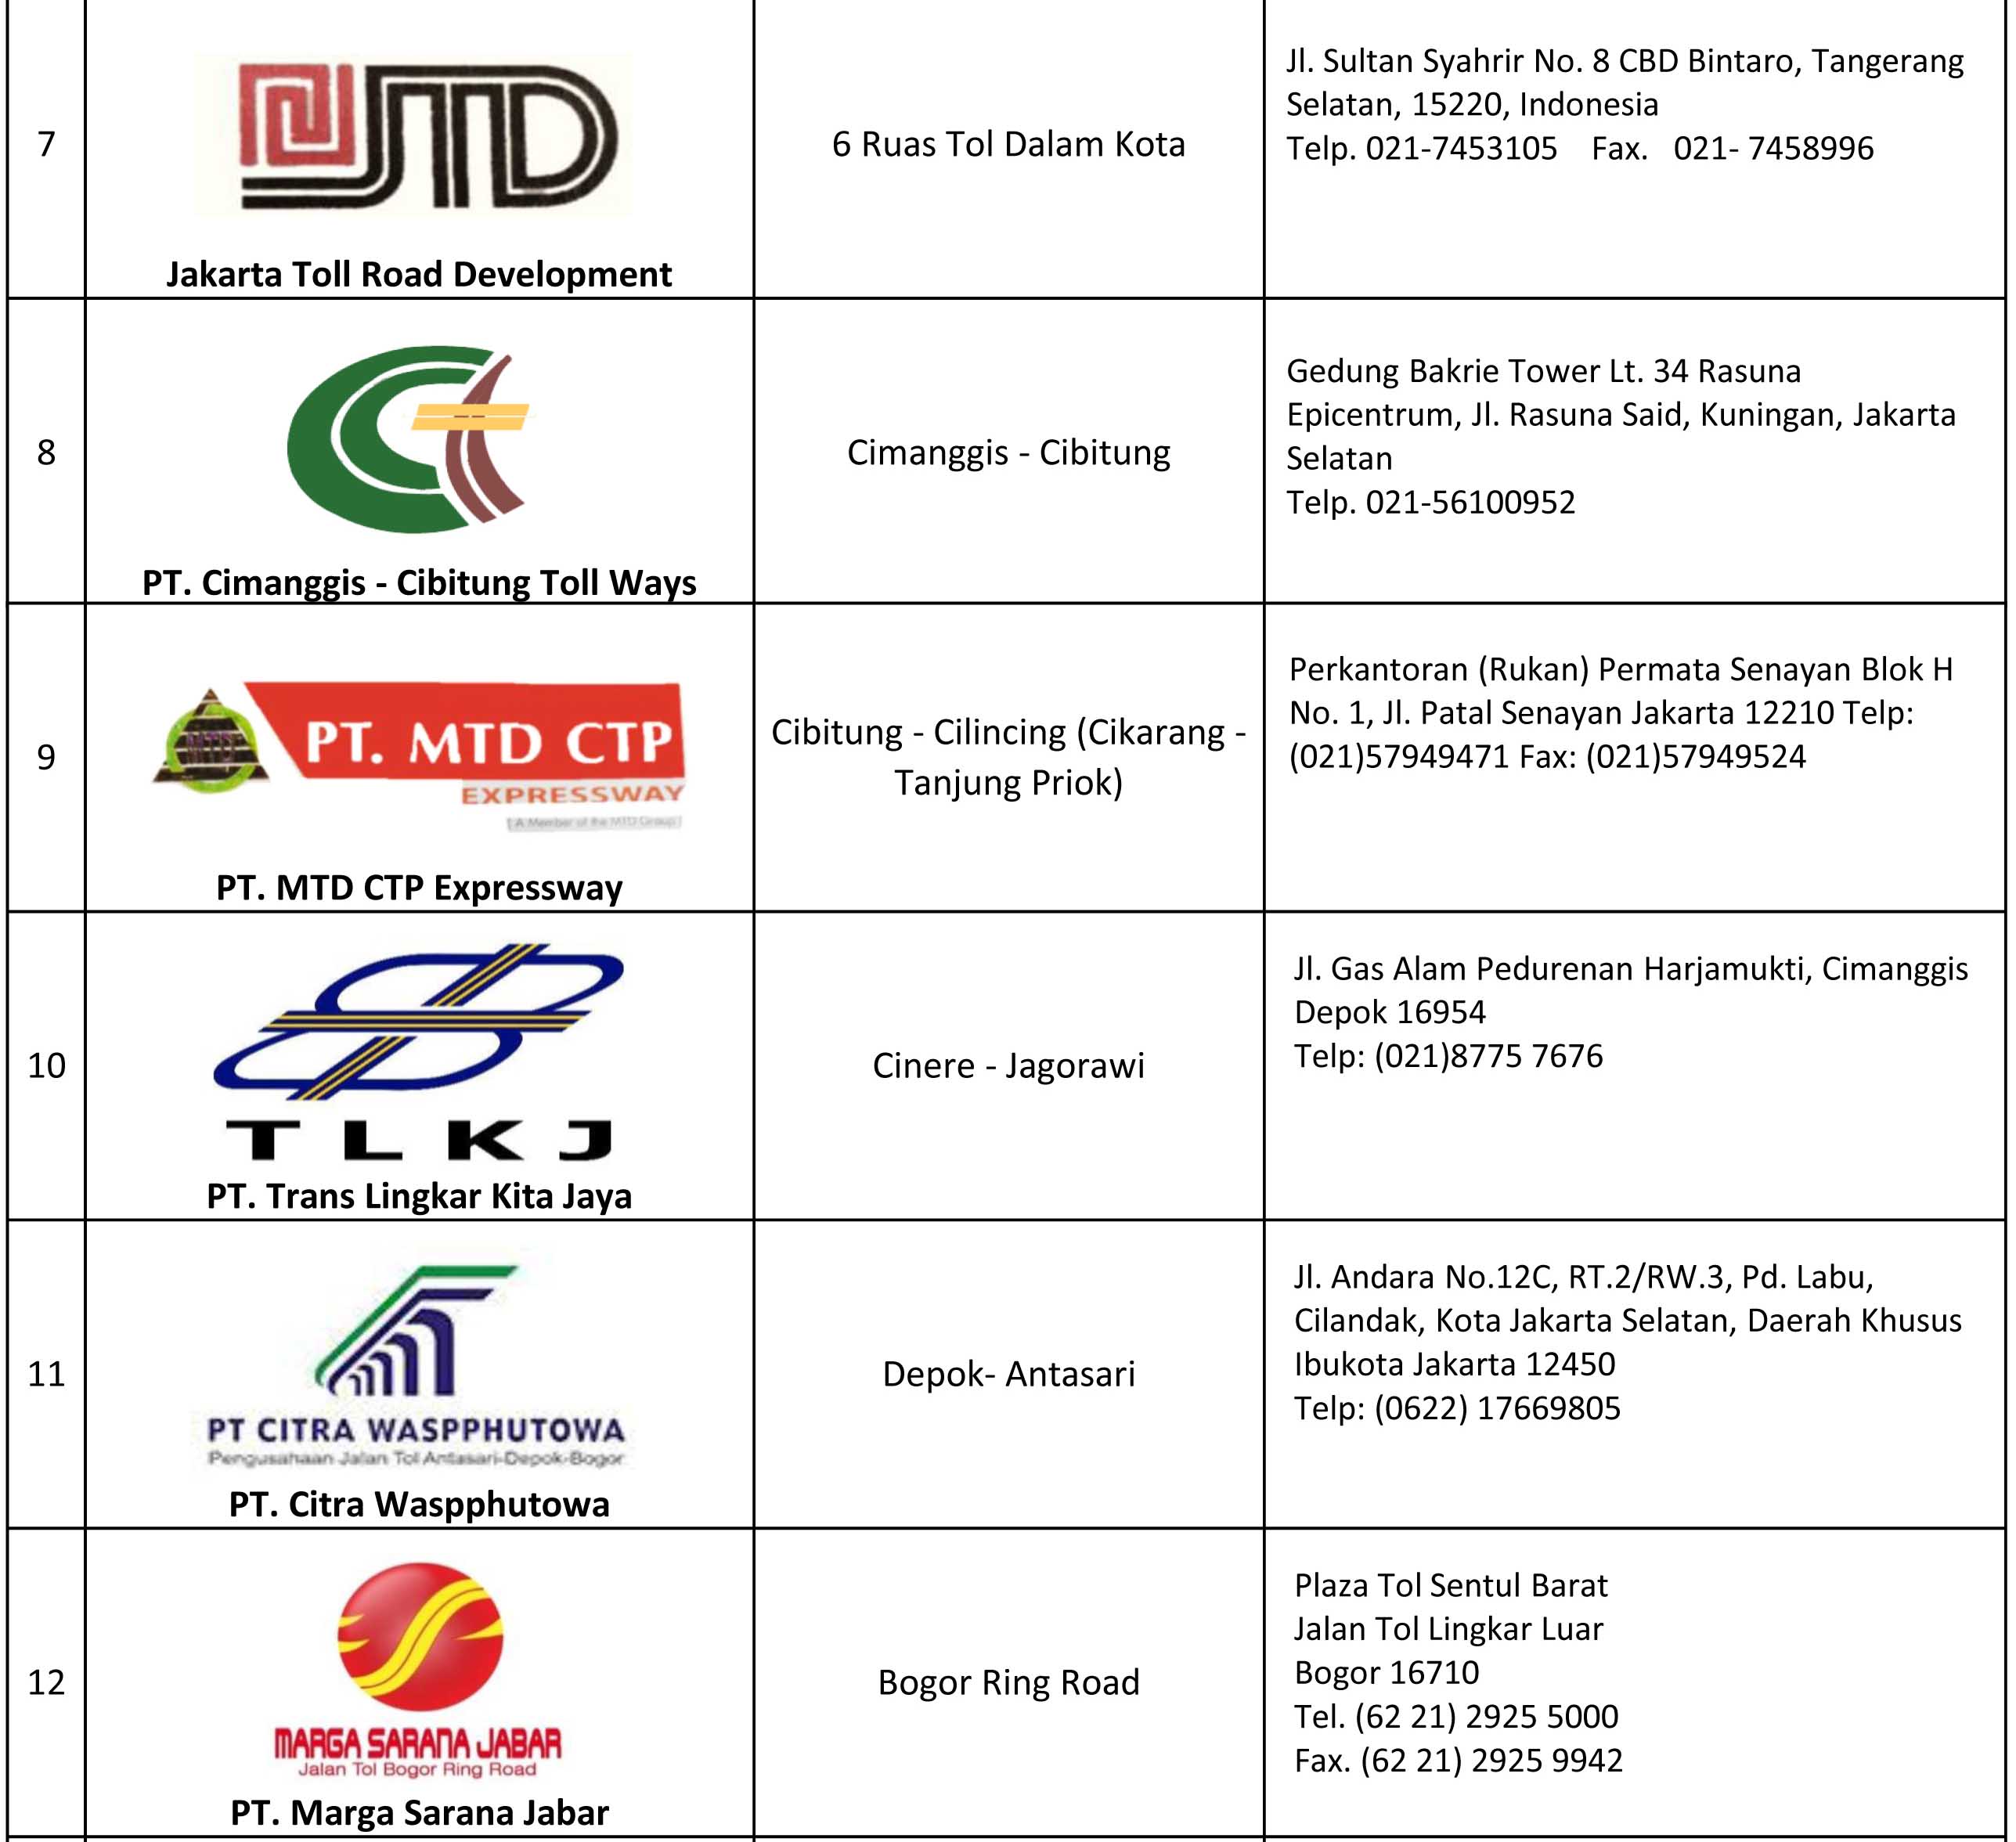 7
JTD
Jakarta Toll Road Development
6 Ruas Tol Dalam Kota
Jl. Sultan Syahrir No. 8 CBD Bintaro, Tangerang
Selatan, 15220, Indonesia
Telp. 021-7453105    Fax.   021- 7458996
8
PT. Cimanggis - Cibitung Toll Ways
Cimanggis - Cibitung
Gedung Bakrie Tower Lt. 34 Rasuna
Epicentrum, Jl. Rasuna Said, Kuningan, Jakarta
Selatan
Telp. 021-56100952
9
PT. MTD CTP
EXPRESSWAY
[ A Member of the MTD Group ]
PT. MTD CTP Expressway
Cibitung - Cilincing (Cikarang -
Tanjung Priok)
Perkantoran (Rukan) Permata Senayan Blok H
No. 1, Jl. Patal Senayan Jakarta 12210 Telp:
(021)57949471 Fax: (021)57949524
10
TLKJ
PT. Trans Lingkar Kita Jaya
Cinere - Jagorawi
Jl. Gas Alam Pedurenan Harjamukti, Cimanggis
Depok 16954
Telp: (021)8775 7676
11
PT CITRA WASPPHUTOWA
Pengusahaan Jalan Tol Antasari-Depok-Bogor
PT. Citra Waspphutowa
Depok- Antasari
Jl. Andara No.12C, RT.2/RW.3, Pd. Labu,
Cilandak, Kota Jakarta Selatan, Daerah Khusus
Ibukota Jakarta 12450
Telp: (0622) 17669805
12
MARGA SARANA JABAR
Jalan Tol Bogor Ring Road
PT. Marga Sarana Jabar
Bogor Ring Road
Plaza Tol Sentul Barat
Jalan Tol Lingkar Luar
Bogor 16710
Tel. (62 21) 2925 5000
Fax. (62 21) 2925 9942